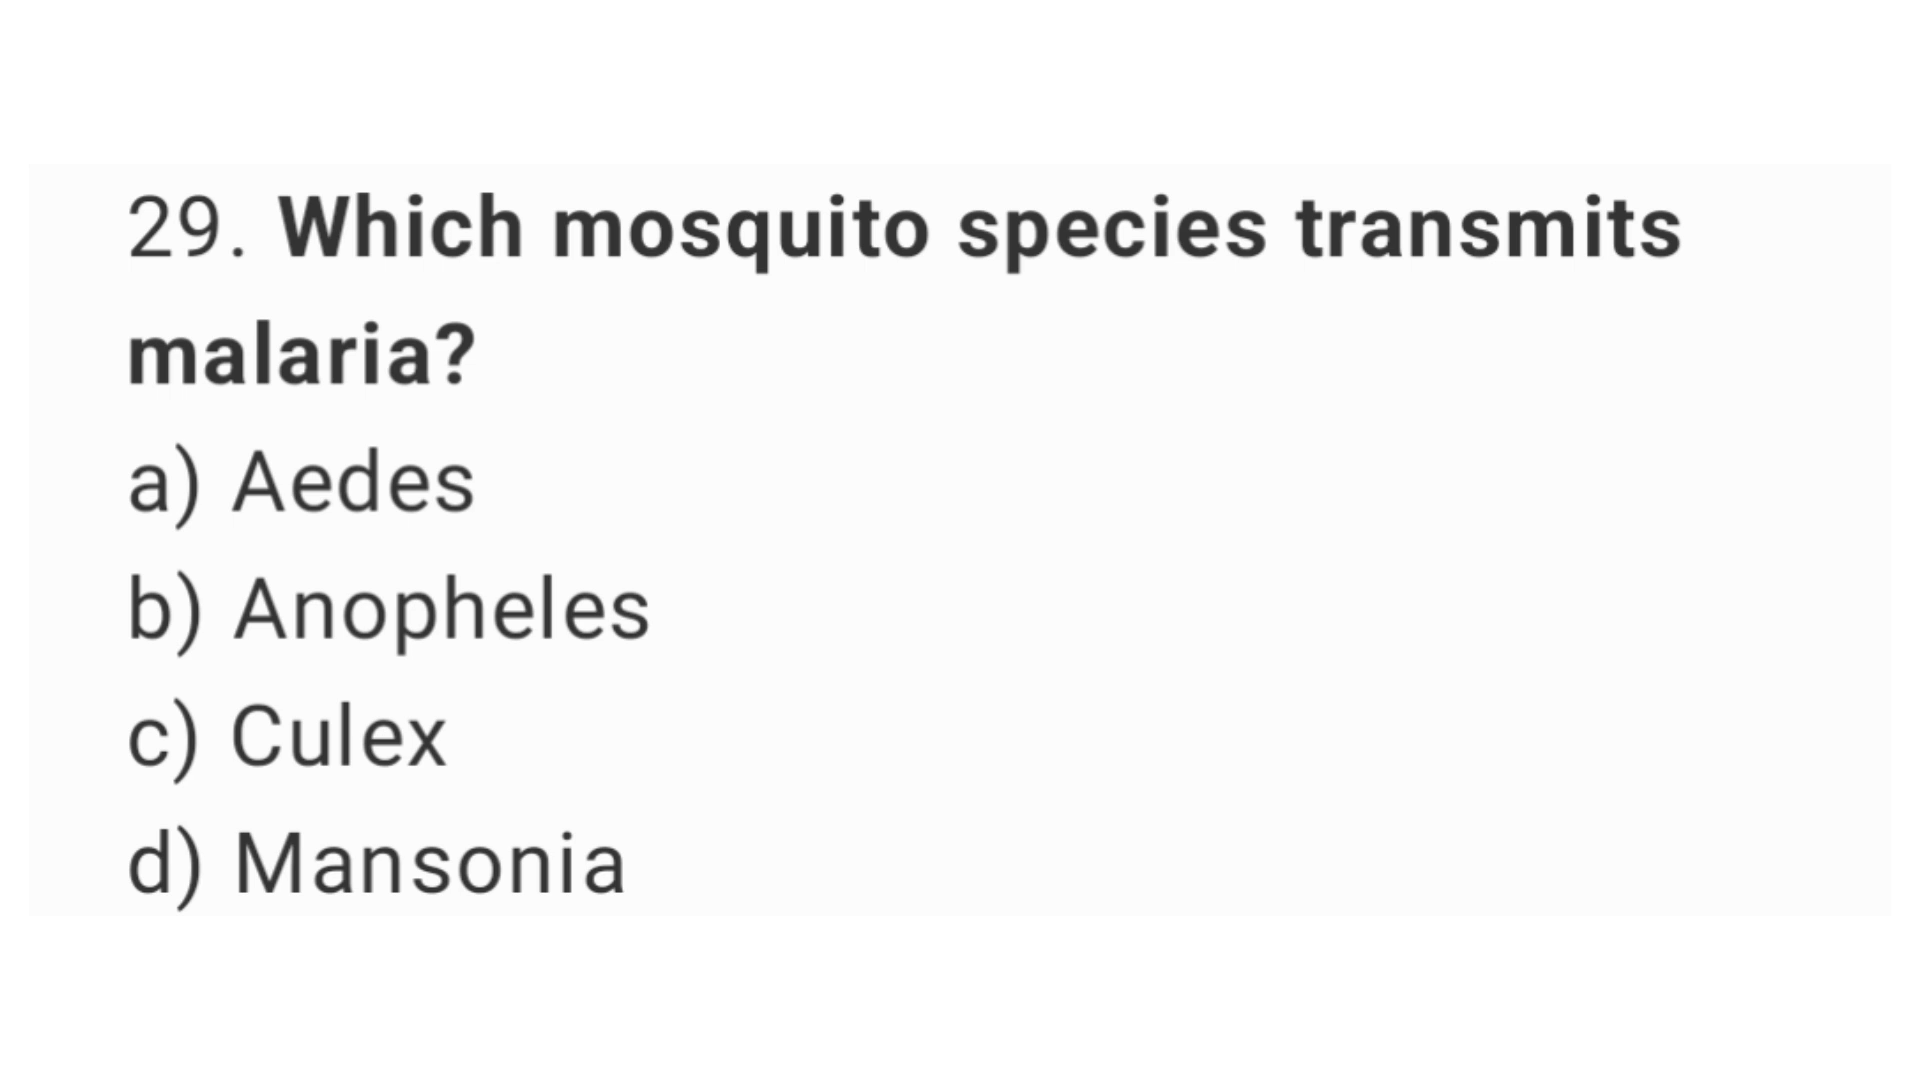 29. Which mosquito species transmits
malaria?
a) Aedes
b) Anopheles
c) Culex
d) Mansonia